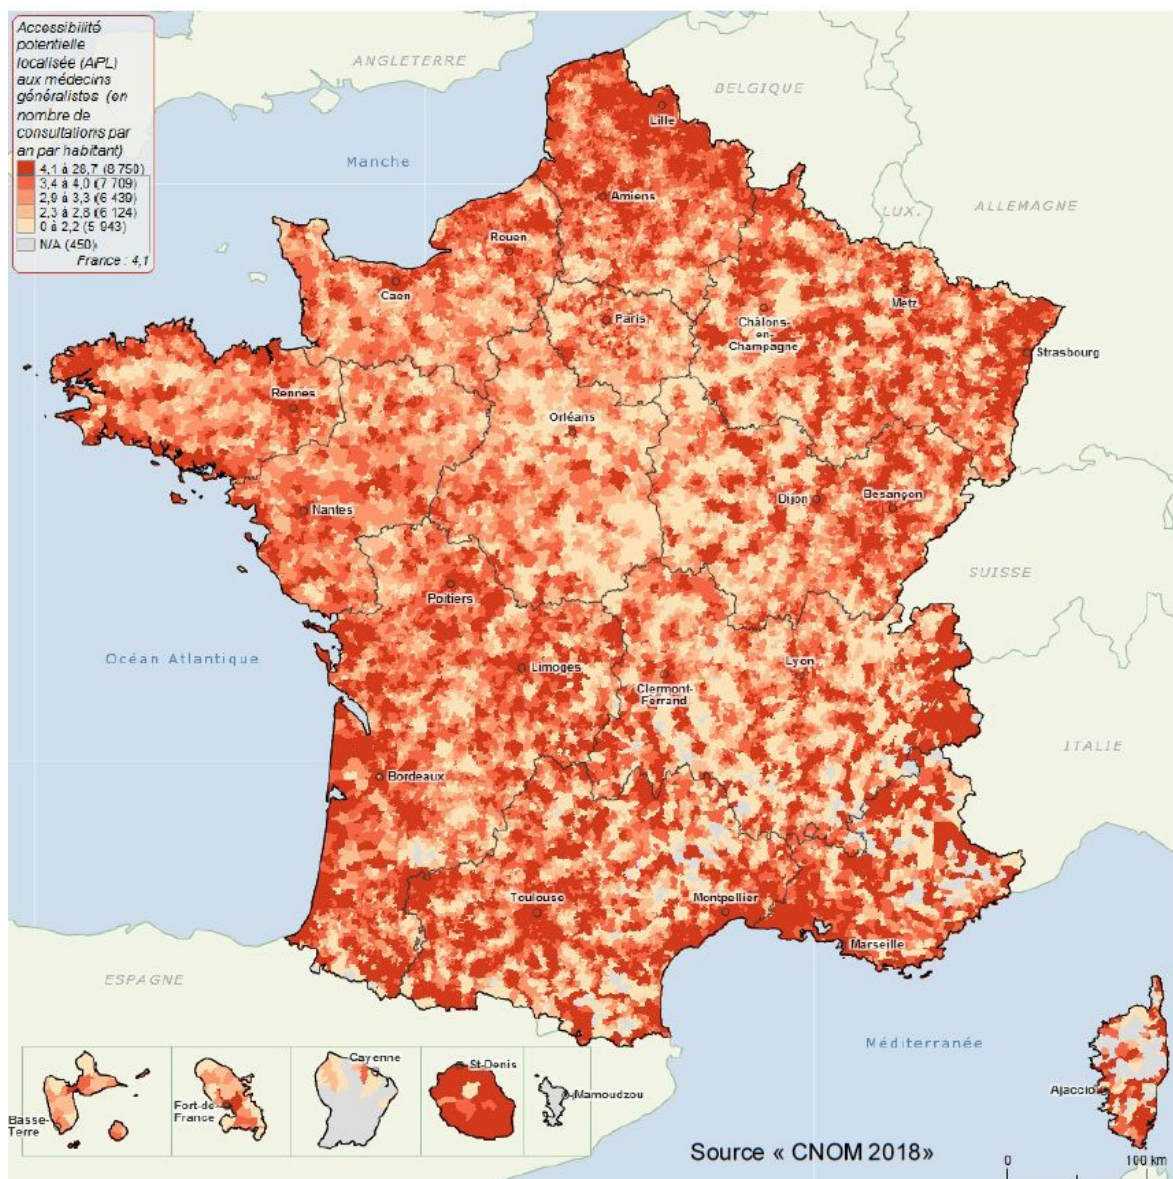 Accessibilité
potentielle
localisée (APL)
aux médecins
généralistes (en
nombre de
consultations par
an par habitant)
4,1 à 26,7 (8 750)
3,4 à 4,0 (7 709)
2,9 à 3,3 (6 439)
2,3 à 2,8 (6 124)
0 à 2,2 (5 943)
N/A (450)
France : 4,1
ANGLETERRE
BELGIQUE
Lille
Manche
Amiens
LUX.
ALLEMAGNE
Rouen
Caen
Metz
Paris
Châlons-
en-
Champagne
Strasbourg
Rennes
Orléans
Dijon
Besançon
Nantes
SUISSE
Poitiers
Océan Atlantique
Limoges
Lyon
Clermont-
Ferrand
ITALIE
Bordeaux
Toulouse
Montpellier
Marseille
ESPAGNE
Méditerranée
Cayenne
St-Denis
Mamoudzou
Ajaccio
Fort-de-
France
Basse-
Terre
Source « CNOM 2018»
0
100 km